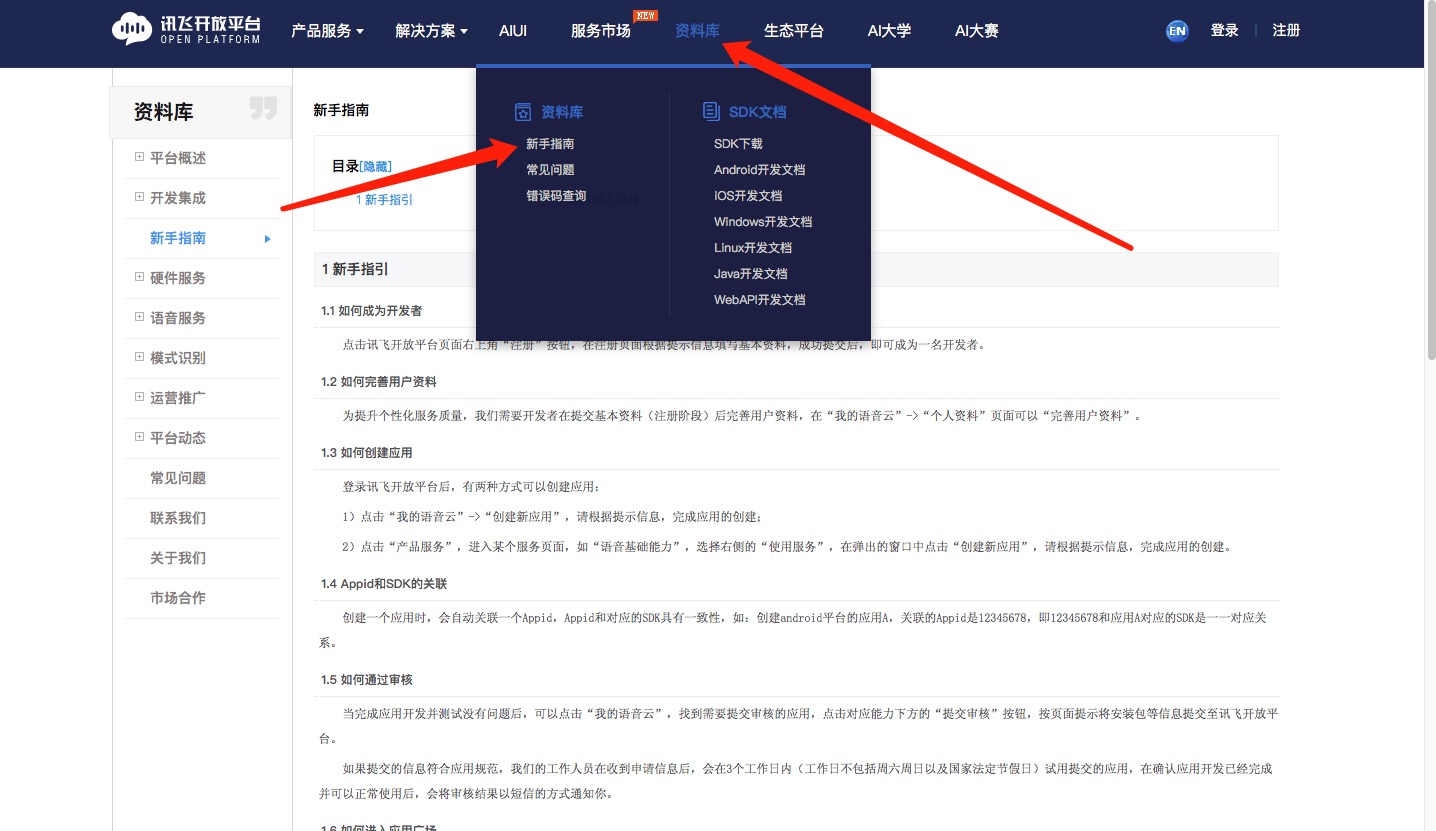 讯飞开放平台
OPEN PLATFORM
产品服务
解决方案
AIUI
服务市场
NEW
资料库
生态平台
AI大学
AI大赛
EN
登录
注册
资料库
平台概述
开发集成
新手指南
硬件服务
语音服务
模式识别
运营推广
平台动态
常见问题
联系我们
关于我们
市场合作
资料库
新手指南
常见问题
错误码查询
SDK文档
SDK下载
Android开发文档
iOS开发文档
Windows开发文档
Linux开发文档
Java开发文档
WebAPI开发文档
新手指南
目录[隐藏]
1 新手指引
1 新手指引
1.1 如何成为开发者
点击讯飞开放平台页面右上角“注册”按钮，在注册页面根据提示信息填写基本资料，成功提交后，即可成为一名开发者。
1.2 如何完善用户资料
为提升个性化服务质量，我们需要开发者在提交基本资料（注册阶段）后完善用户资料，在“我的语音云”->“个人资料”页面可以“完善用户资料”。
1.3 如何创建应用
登录讯飞开放平台后，有两种方式可以创建应用：
1）点击“我的语音云”->“创建新应用”，请根据提示信息，完成应用的创建；
2）点击“产品服务”，进入某个服务页面，如“语音基础能力”，选择右侧的“使用服务”，在弹出的窗口中点击“创建新应用”，请根据提示信息，完成应用的创建。
1.4 Appid和SDK的关联
创建一个应用时，会自动关联一个Appid，Appid和对应的SDK具有一致性，如：创建android平台的应用A，关联的Appid是12345678，即12345678和应用A对应的SDK是一一对应关
系。
1.5 如何通过审核
当完成应用开发并测试没有问题后，可以点击“我的语音云”，找到需要提交审核的应用，点击对应能力下方的“提交审核”按钮，按页面提示将安装包等信息提交至讯飞开放平
台。
如果提交的信息符合应用规范，我们的工作人员在收到申请信息后，会在3个工作日内（工作日不包括周六周日以及国家法定节假日）试用提交的应用，在确认应用开发已经完成
并可以正常使用后，会将审核结果以短信的方式通知你。
1.6 如何进入应用广场